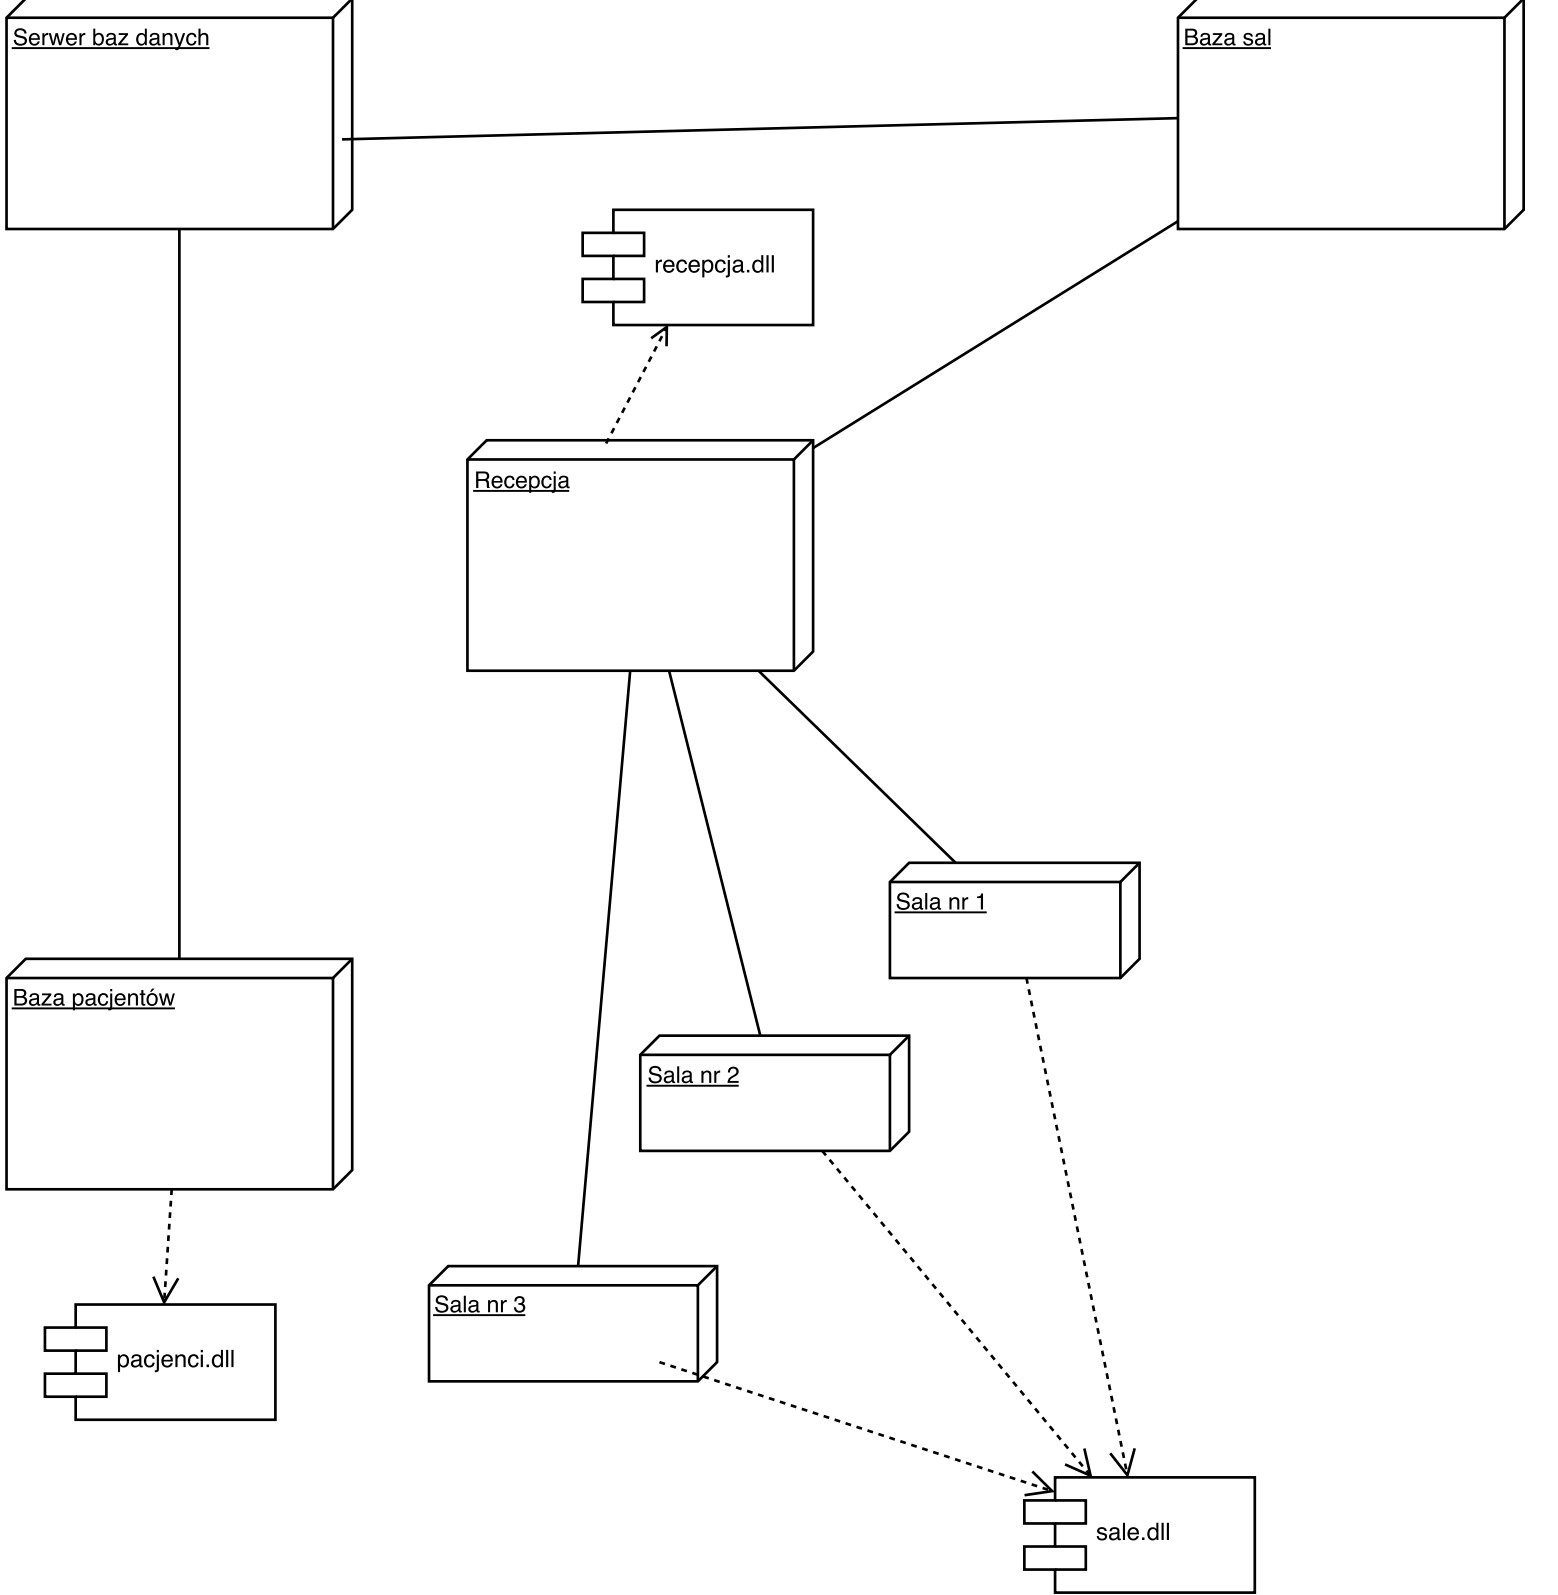 Serwer baz danych
Baza sal
recepcja.dll
Recepcja
Sala nr 1
Baza pacjentów
Sala nr 2
Sala nr 3
pacjenci.dll
sale.dll